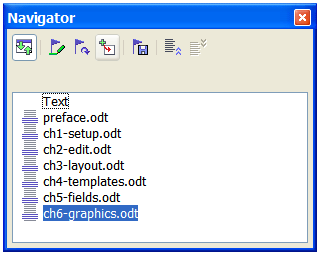 Navigator
Text
preface.odt
ch1-setup.odt
ch2-edit.odt
ch3-layout.odt
ch4-templates.odt
ch5-fields.odt
ch6-graphics.odt